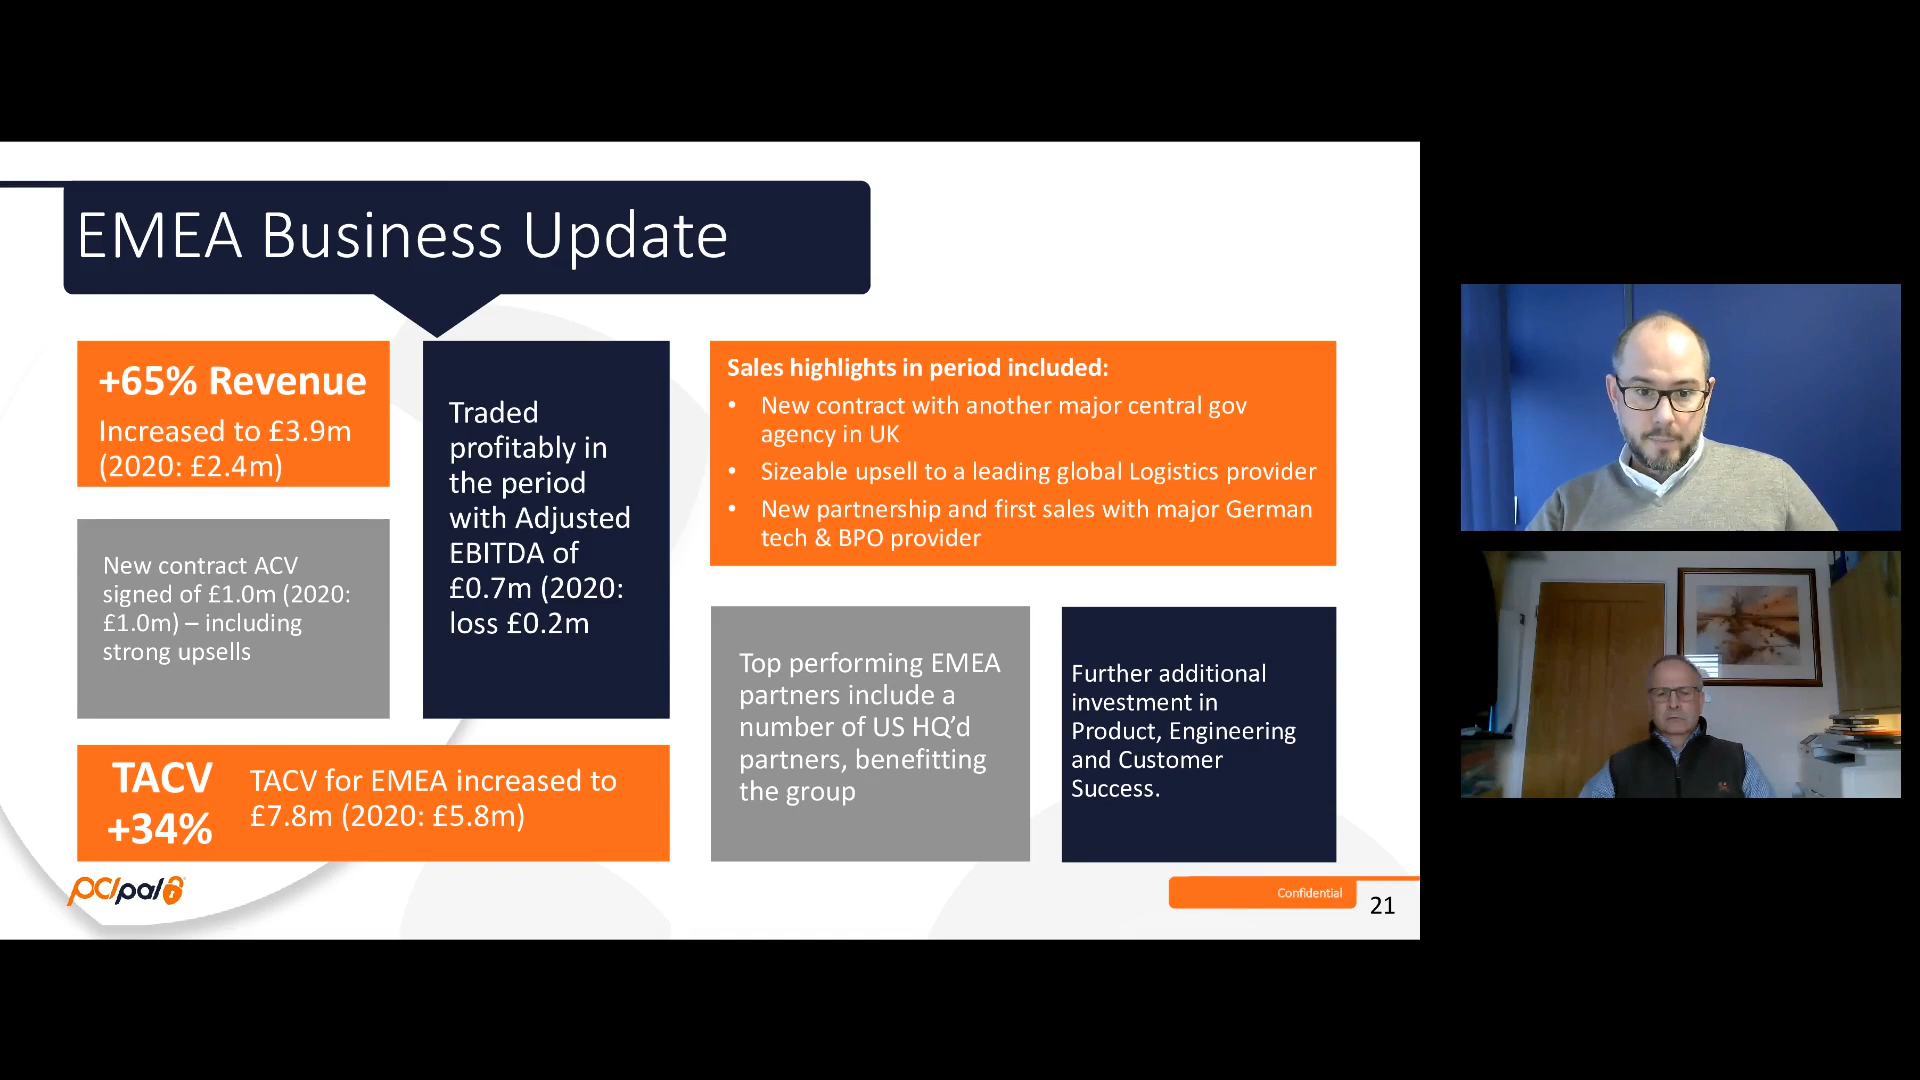 EMEA Business Update
+65% Revenue
Increased to £3.9m
(2020: £2.4m)
New contract ACV
signed of £1.0m (2020:
£1.0m) – including
strong upsells
Traded
profitably in
the period
with Adjusted
EBITDA of
£0.7m (2020:
loss £0.2m
TACV
+34%
TACV for EMEA increased to
£7.8m (2020: £5.8m)
Sales highlights in period included:
• New contract with another major central gov
agency in UK
• Sizeable upsell to a leading global Logistics provider
• New partnership and first sales with major German
tech & BPO provider
Top performing EMEA
partners include a
number of US HQ’d
partners, benefitting
the group
Further additional
investment in
Product, Engineering
and Customer
Success.
pci pal
Confidential
21